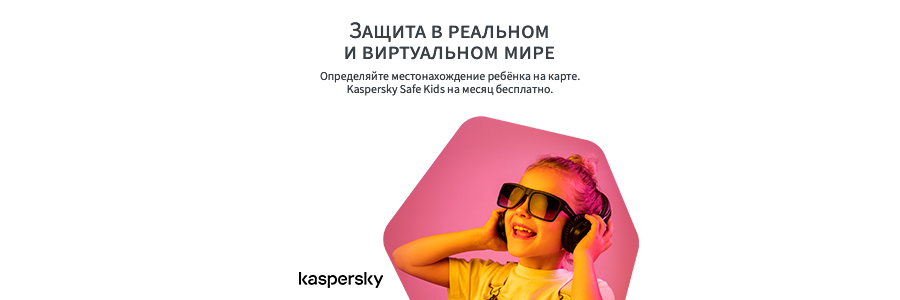 Защита в реальном
и виртуальном мире
Определяйте местонахождение ребёнка на карте.
Kaspersky Safe Kids на месяц бесплатно.
kaspersky